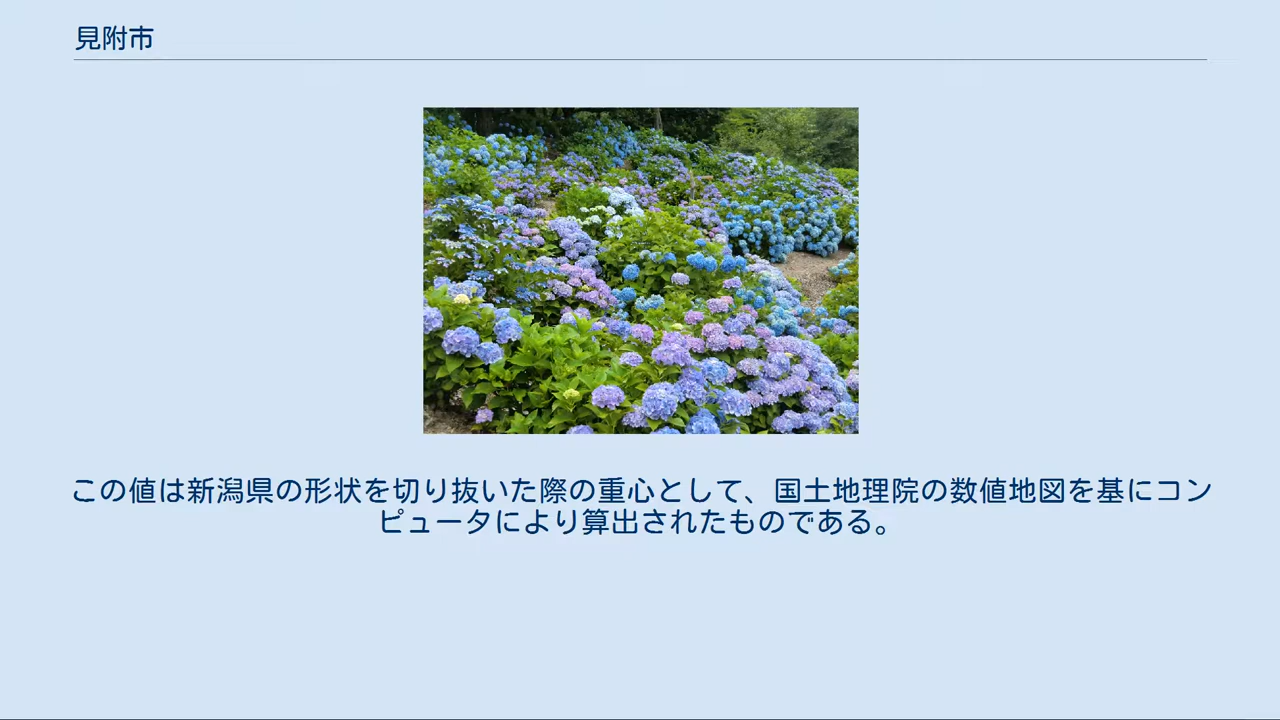 見附市
この値は新潟県の形状を切り抜いた際の重心として、国土地理院の数値地図を基にコン
ピュータにより算出されたものである。